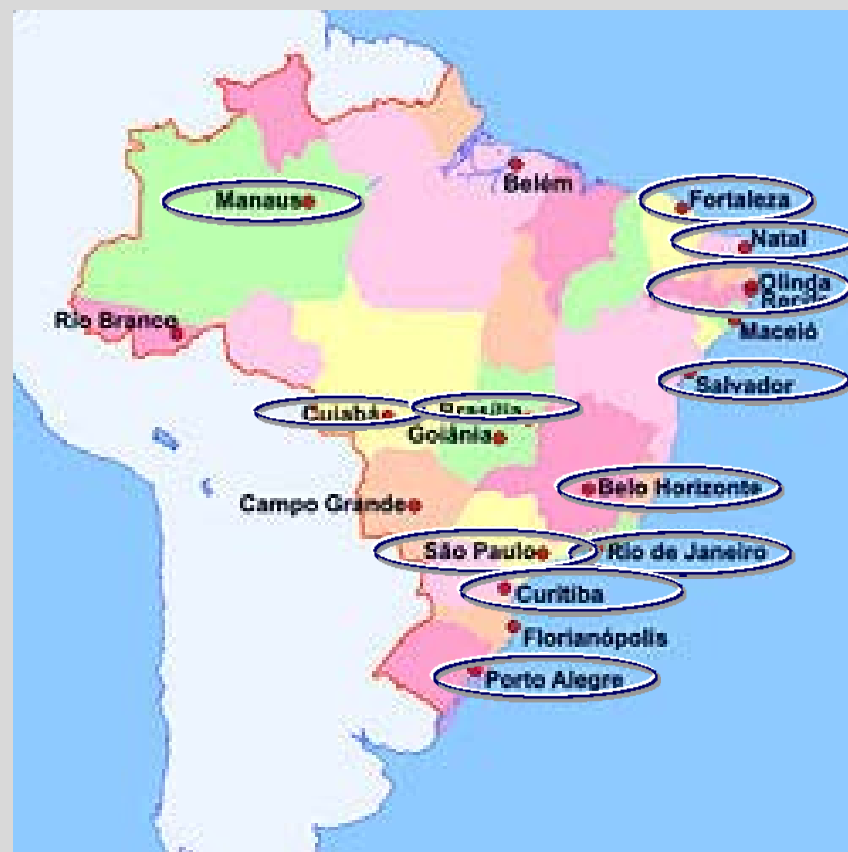 Belém
Manaus
Fortaleza
Natal
Olinda
Rio Branco
Maceió
Salvador
Cuiabá
Brasília
Goiânia
Belo Horizonte
Campo Grande
São Paulo
Rio de Janeiro
Curitiba
Florianópolis
Porto Alegre